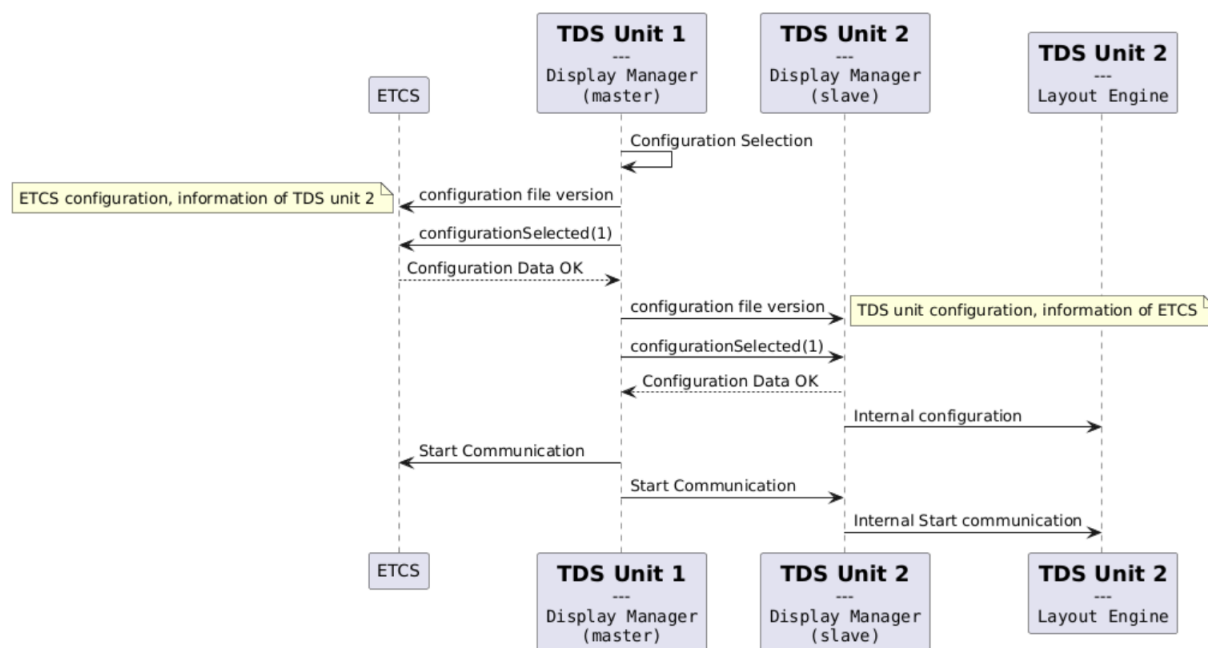 ETCS
TDS Unit 1
---
Display Manager
(master)
TDS Unit 2
---
Display Manager
(slave)
TDS Unit 2
---
Layout Engine
Configuration Selection
ETCS configuration, information of TDS unit 2
configuration file version
configurationSelected(1)
Configuration Data OK
configuration file version
TDS unit configuration, information of ETCS
configurationSelected(1)
Configuration Data OK
Internal configuration
Start Communication
Start Communication
Internal Start communication
ETCS
TDS Unit 1
---
Display Manager
(master)
TDS Unit 2
---
Display Manager
(slave)
TDS Unit 2
---
Layout Engine